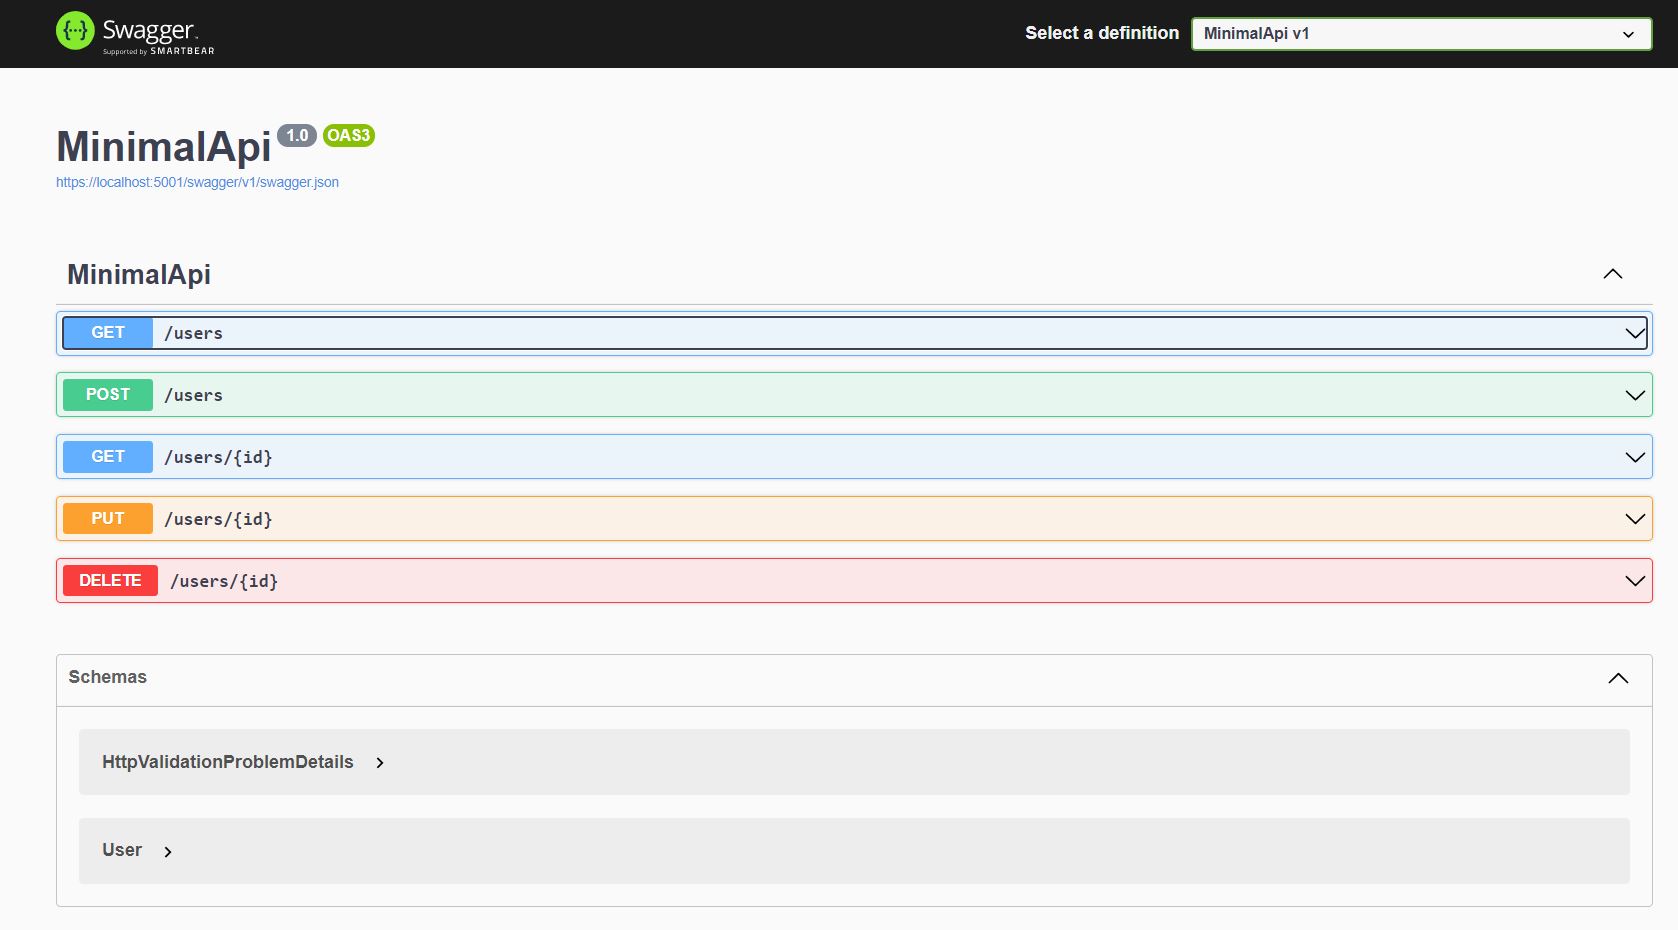 {···} Swagger™
Supported by SMARTBEAR
Select a definition
MinimalApi v1
MinimalApi 1.0 OAS3
https://localhost:5001/swagger/v1/swagger.json
MinimalApi
GET /users
POST /users
GET /users/{id}
PUT /users/{id}
DELETE /users/{id}
Schemas
HttpValidationProblemDetails
User